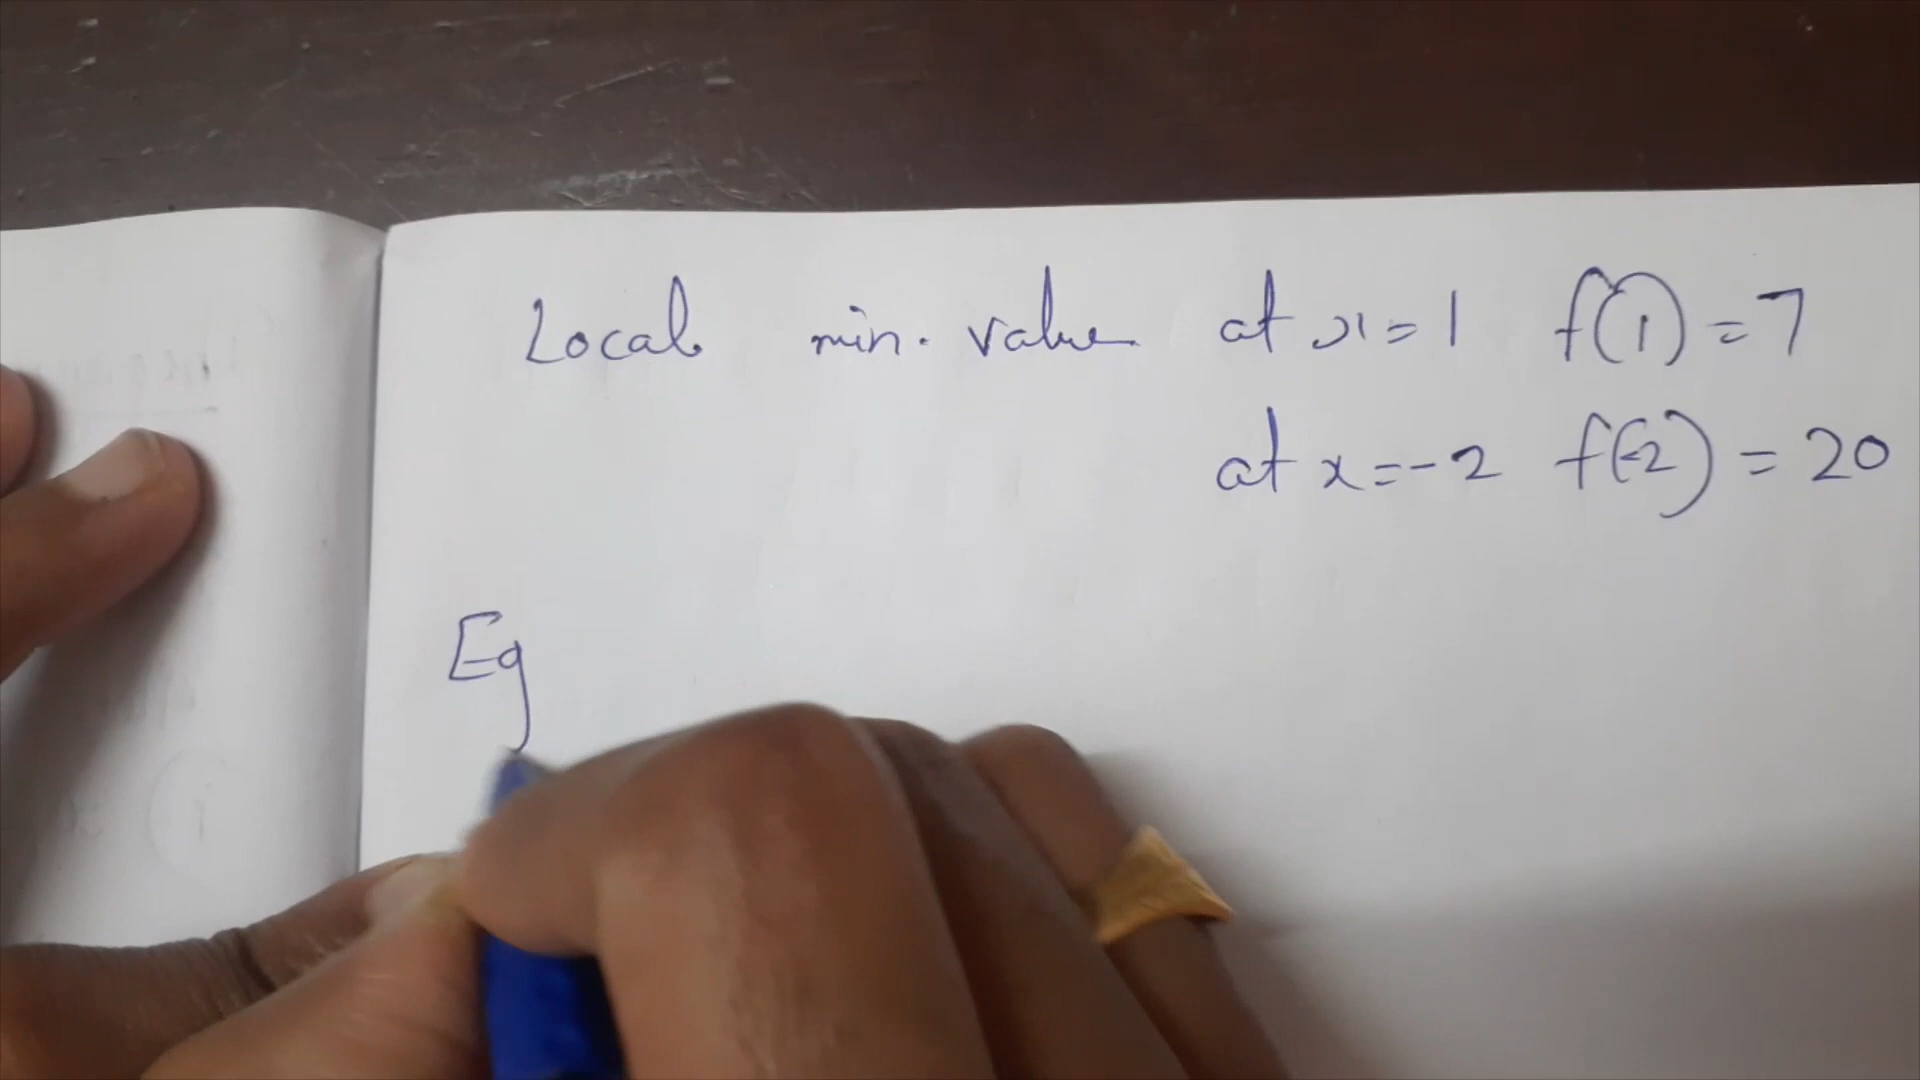 Local min. value at x=1 f(1)=7
at x=-2 f(-2)=20
Eg